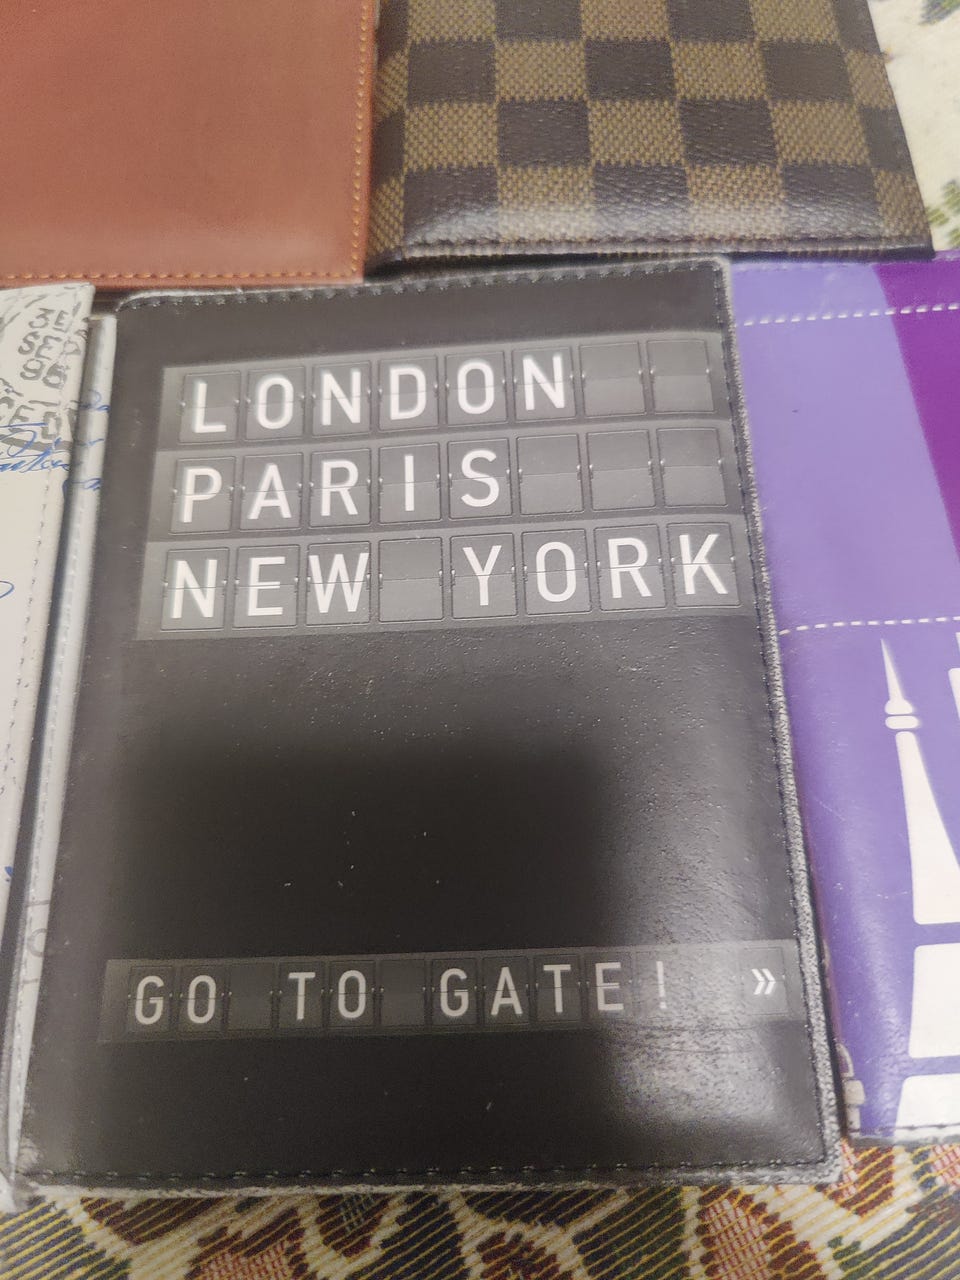 LONDON
PARIS
NEW YORK
GO TO GATE! »